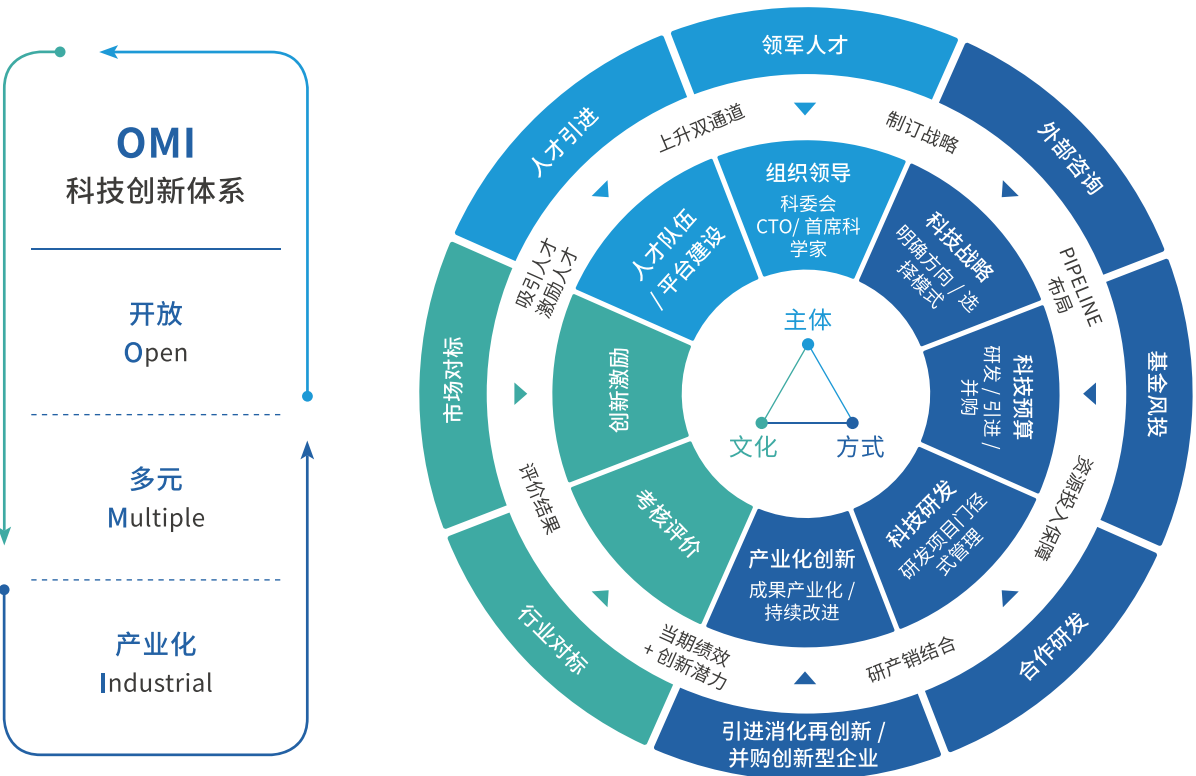 OMI
科技创新体系
开放
Open
多元
Multiple
产业化
Industrial
领军人才
外部咨询
基金风投
合作研发
引进消化再创新 /
并购创新型企业
行业对标
市场对标
人才引进
上升双通道
制订战略
PIPELINE
布局
资源投入保障
研产销结合
当期绩效
+ 创新潜力
评价结果
吸引人才
激励人才
组织领导
科委会
CTO/ 首席科
学家
科技战略
明确方向 / 选
择模式
科技预算
研发 / 引进 /
并购
科技研发
研发项目门径
式管理
产业化创新
成果产业化 /
持续改进
考核评价
创新激励
人才队伍
/ 平台建设
主体
文化
方式